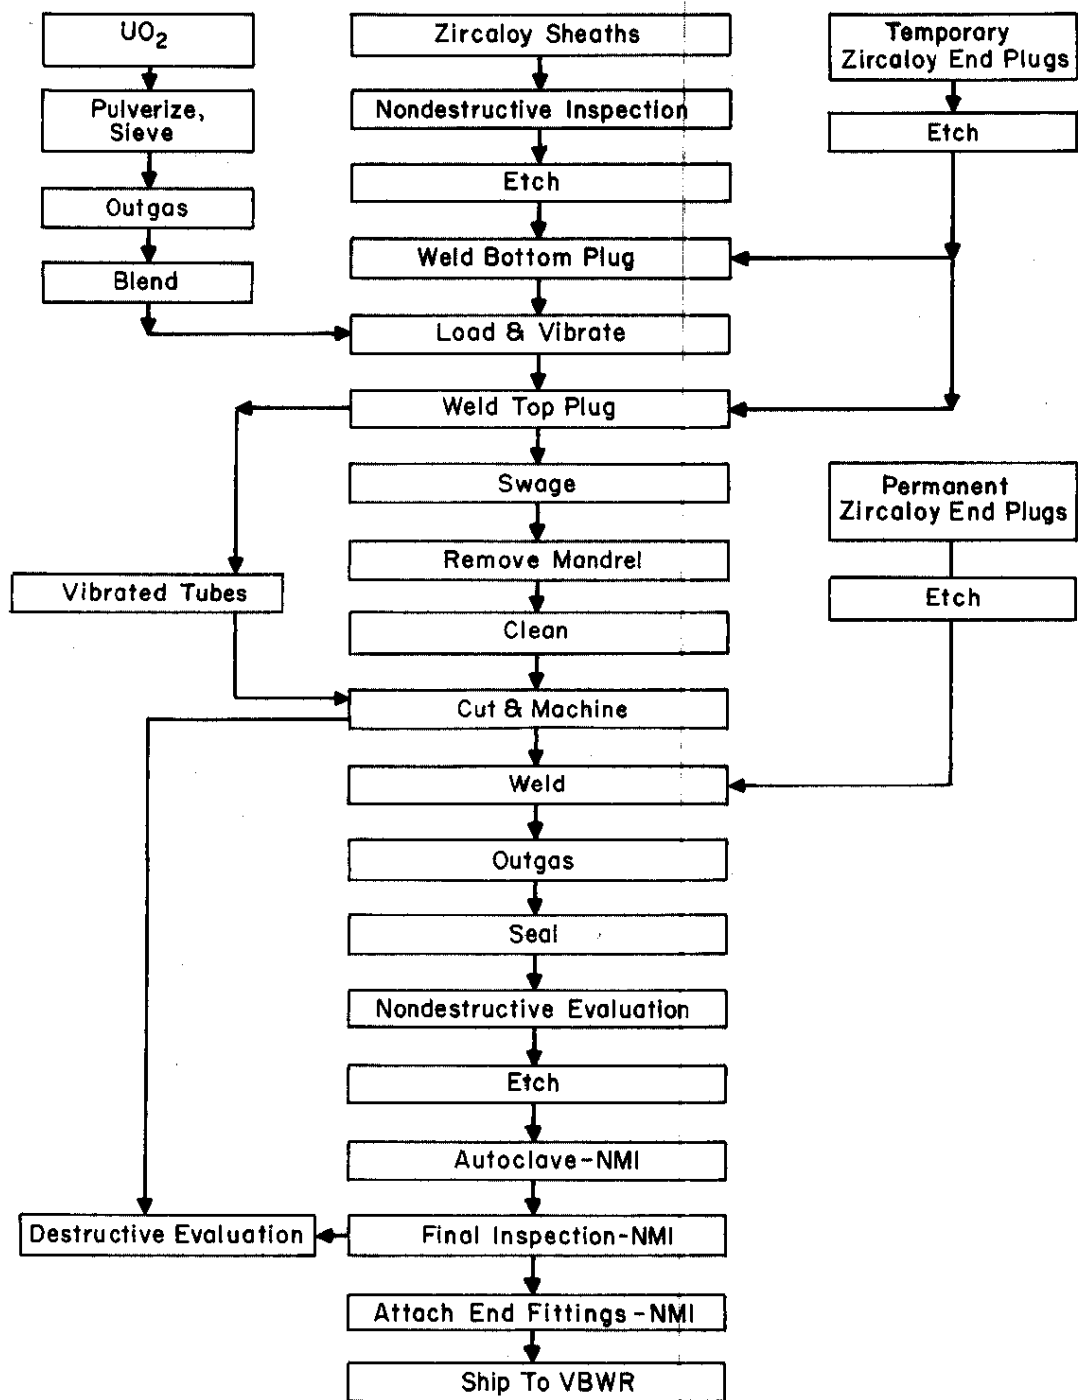 UO₂
Pulverize,
Sieve
Outgas
Blend
Zircaloy Sheaths
Nondestructive Inspection
Etch
Weld Bottom Plug
Load & Vibrate
Weld Top Plug
Swage
Remove Mandrel
Clean
Cut & Machine
Weld
Outgas
Seal
Nondestructive Evaluation
Etch
Autoclave-NMI
Final Inspection-NMI
Attach End Fittings-NMI
Ship To VBWR
Temporary
Zircaloy End Plugs
Etch
Permanent
Zircaloy End Plugs
Etch
Vibrated Tubes
Destructive Evaluation